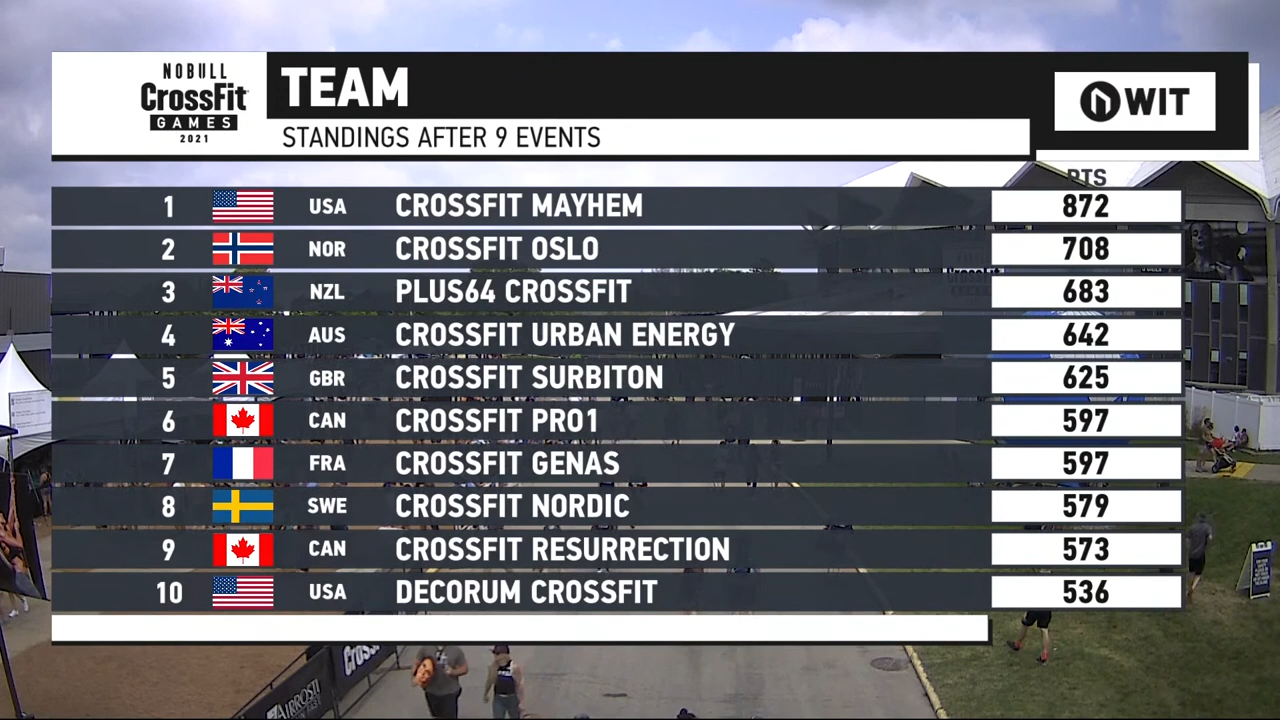 NOBULL
CrossFit
GAMES
2021
TEAM
STANDINGS AFTER 9 EVENTS
WIT
PTS
1 USA CROSSFIT MAYHEM 872
2 NOR CROSSFIT OSLO 708
3 NZL PLUS64 CROSSFIT 683
4 AUS CROSSFIT URBAN ENERGY 642
5 GBR CROSSFIT SURBITON 625
6 CAN CROSSFIT PRO1 597
7 FRA CROSSFIT GENAS 597
8 SWE CROSSFIT NORDIC 579
9 CAN CROSSFIT RESURRECTION 573
10 USA DECORUM CROSSFIT 536
CrossFit
AIRROSTI